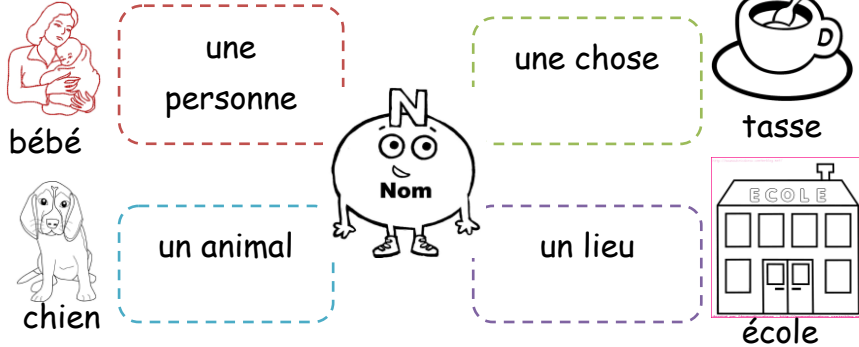 une
personne
bébé
une chose
tasse
N
Nom
un animal
chien
un lieu
ECOLE
école